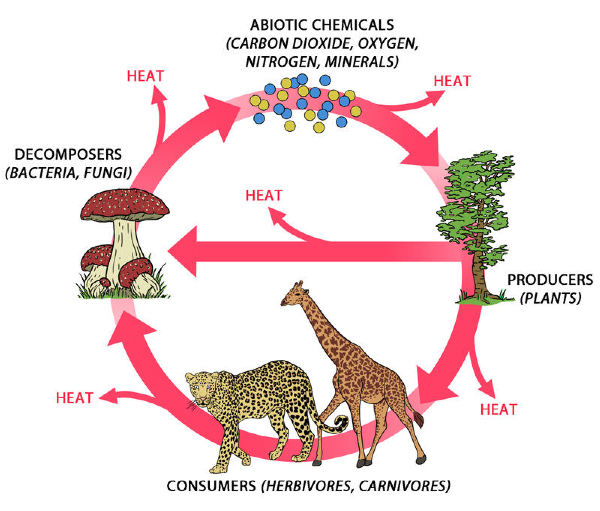 ABIOTIC CHEMICALS
(CARBON DIOXIDE, OXYGEN,
NITROGEN, MINERALS)
HEAT
HEAT
DECOMPOSERS
(BACTERIA, FUNGI)
HEAT
PRODUCERS
(PLANTS)
HEAT
HEAT
CONSUMERS (HERBIVORES, CARNIVORES)